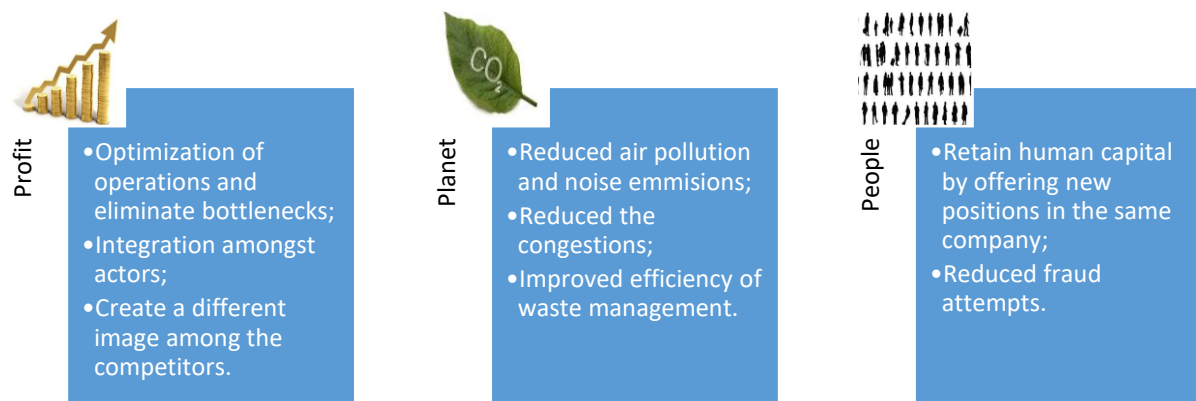 Profit
•Optimization of
operations and
eliminate bottlenecks;
•Integration amongst
actors;
•Create a different
image among the
competitors.
CO2
Planet
•Reduced air pollution
and noise emmisions;
•Reduced the
congestions;
•Improved efficiency of
waste management.
People
•Retain human capital
by offering new
positions in the same
company;
•Reduced fraud
attempts.